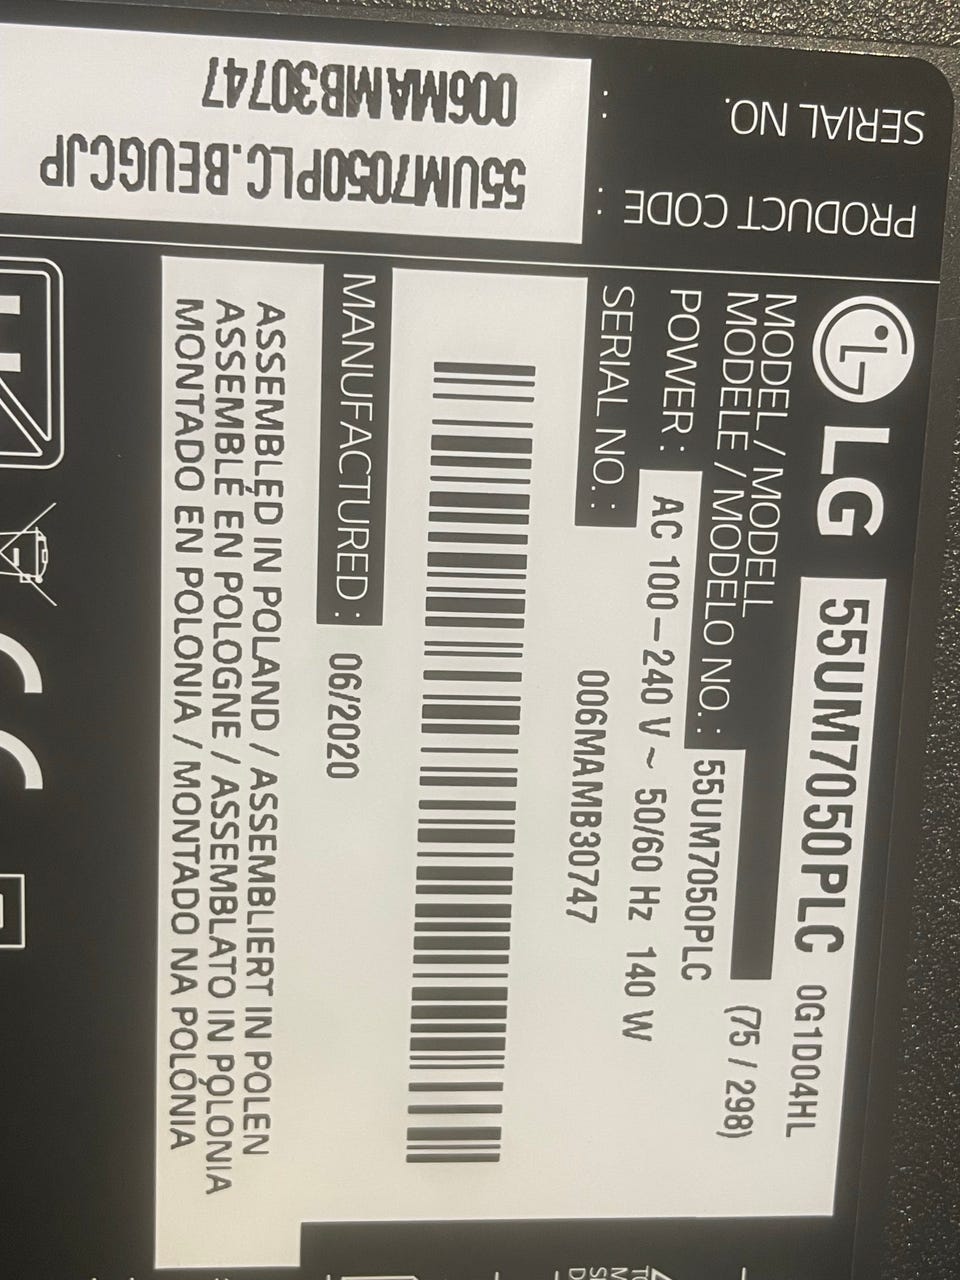 SERIAL NO. : 006MAMB30747
PRODUCT CODE : 55UM7050PLC.BEUGCJP
LG 55UM7050PLC 0G1D04HL
MODEL / MODELL
MODELE / MODELO NO. : 55UM7050PLC (75 / 298)
POWER : AC 100–240 V ~ 50/60 Hz 140 W
SERIAL NO. : 006MAMB30747
MANUFACTURED : 06/2020
ASSEMBLED IN POLAND / ASSEMBLIERT IN POLEN
ASSEMBLÉ EN POLOGNE / ASSEMBLATO IN POLONIA
MONTADO EN POLONIA / MONTADO NA POLÓNIA